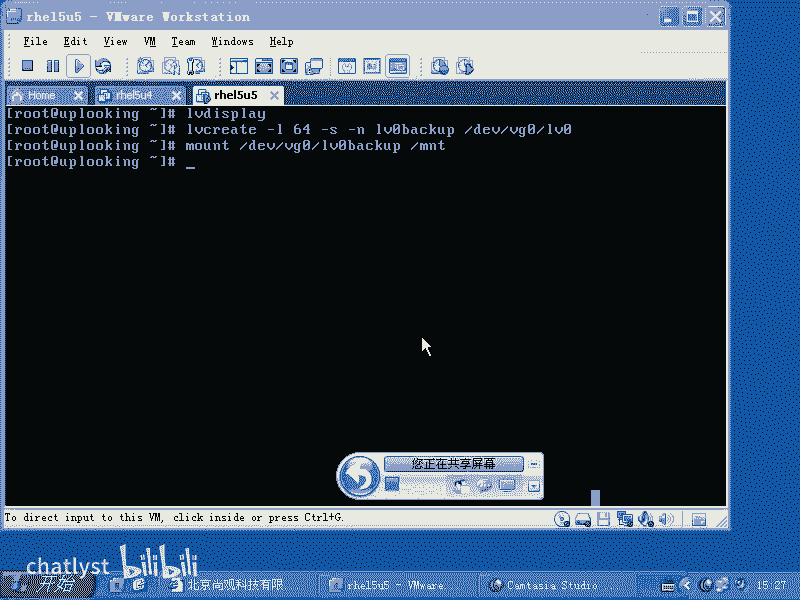 rhel5u5 - VMware Workstation
File Edit View VM Team Windows Help
Home rhel5u4 rhel5u5
[root@uplooking ~]# lvdisplay
[root@uplooking ~]# lvcreate -l 64 -s -n lv0backup /dev/vg0/lv0
[root@uplooking ~]# mount /dev/vg0/lv0backup /mnt
[root@uplooking ~]# _
您正在共享屏幕
To direct input to this VM, click inside or press Ctrl+G.
chatlyst bilibili
开始 北京尚观科技有限 rhel5u5 - VMware Camtasia Studio 15:27